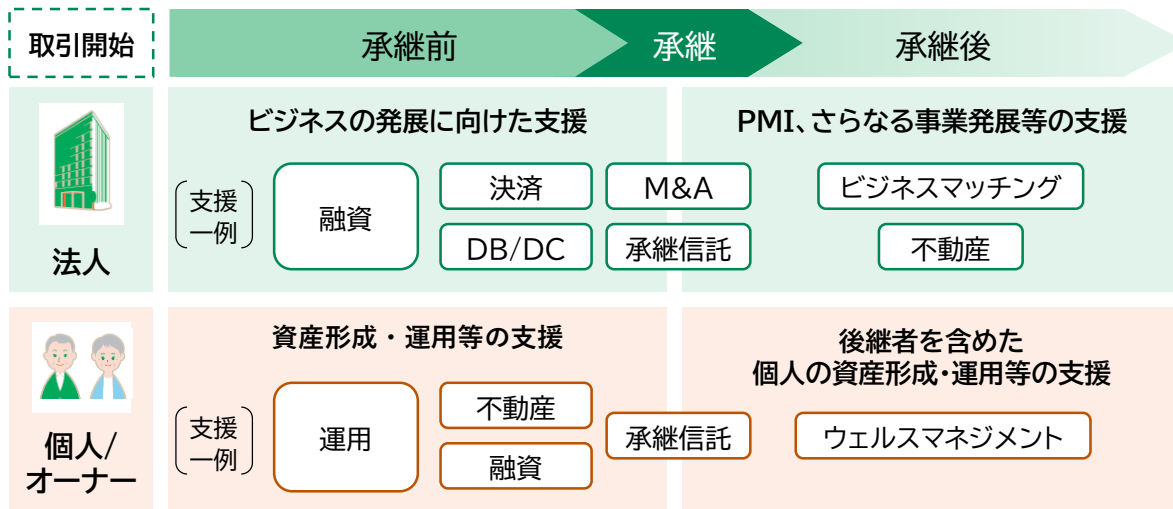 取引開始
承継前
承継
承継後
法人
ビジネスの発展に向けた支援
支援
一例
融資
決済
DB/DC
M&A
承継信託
PMI、さらなる事業発展等の支援
ビジネスマッチング
不動産
個人/
オーナー
資産形成・運用等の支援
支援
一例
運用
不動産
融資
承継信託
後継者を含めた
個人の資産形成・運用等の支援
ウェルスマネジメント